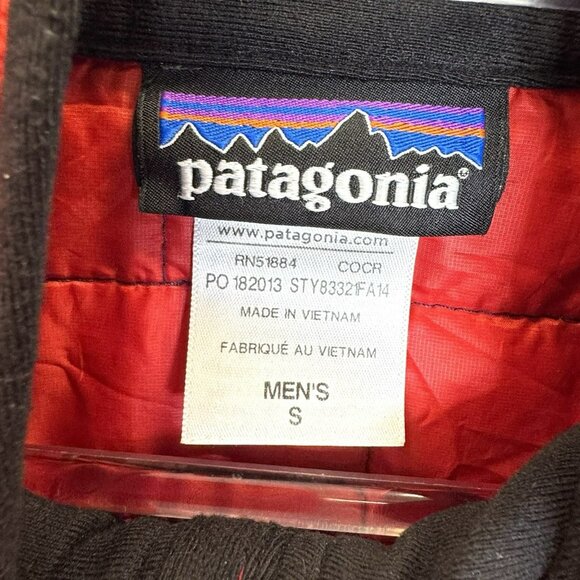 patagonia®
www.patagonia.com
RN51884 COCR
PO 182013 STY83321FA14
MADE IN VIETNAM
FABRIQUÉ AU VIETNAM
MEN'S
S